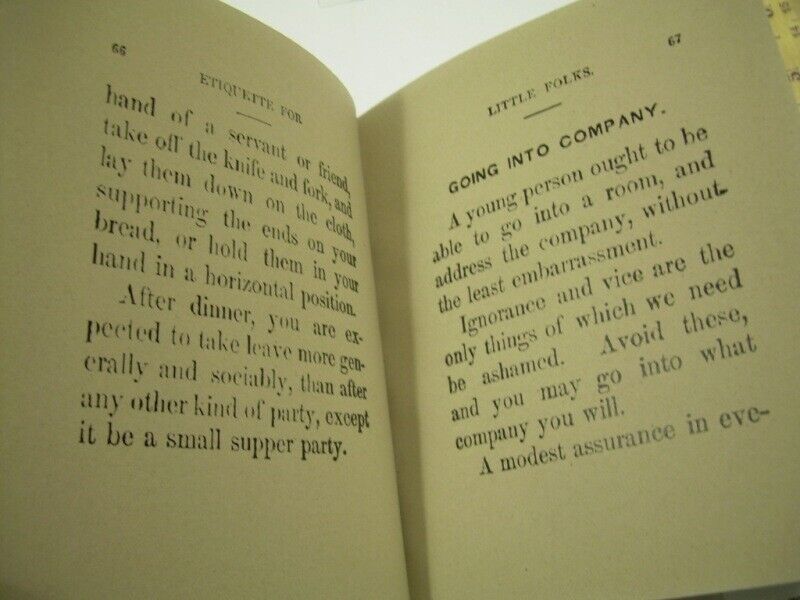 66
ETIQUETTE FOR
hand of a servant or friend,
take off the knife and fork, and
lay them down on the cloth,
supporting the ends on your
bread, or hold them in your
hand in a horizontal position.
After dinner, you are ex-
pected to take leave more gen-
erally and sociably, than after
any other kind of party, except
it be a small supper party.
67
LITTLE FOLKS.
GOING INTO COMPANY.
A young person ought to be
able to go into a room, and
address the company, without
the least embarrassment.
Ignorance and vice are the
only things of which we need
be ashamed. Avoid these,
and you may go into what
company you will.
A modest assurance in eve-